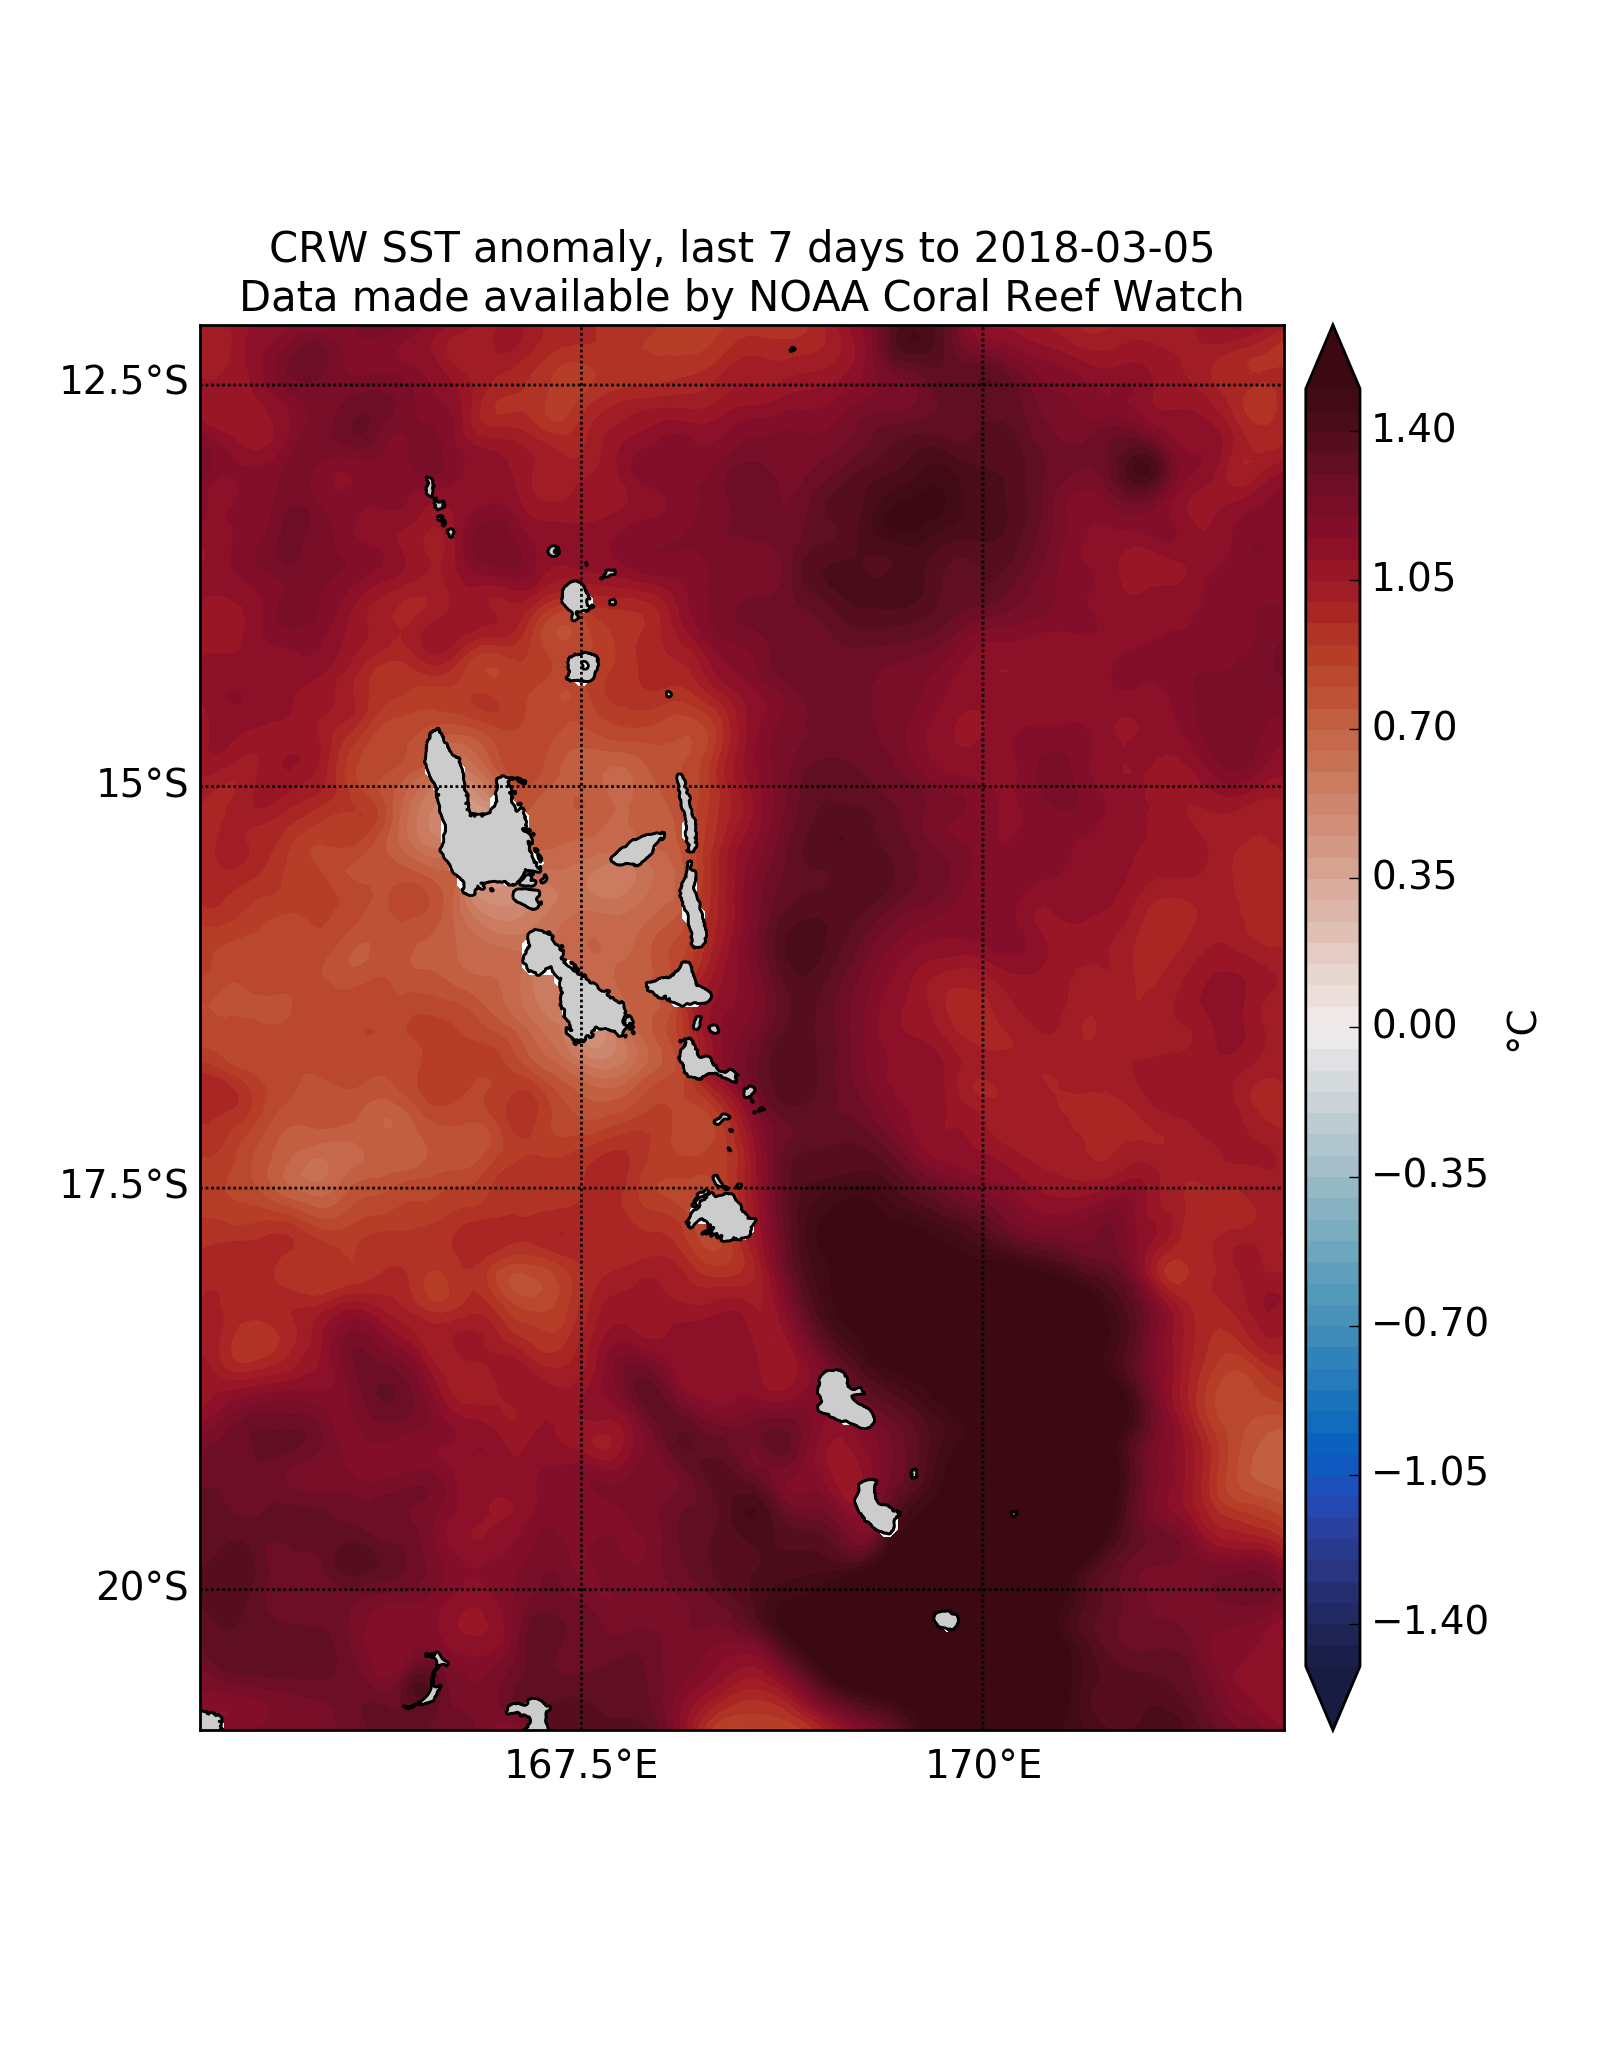 CRW SST anomaly, last 7 days to 2018-03-05
Data made available by NOAA Coral Reef Watch
12.5°S
15°S
17.5°S
20°S
167.5°E
170°E
1.40
1.05
0.70
0.35
0.00
−0.35
−0.70
−1.05
−1.40
°C